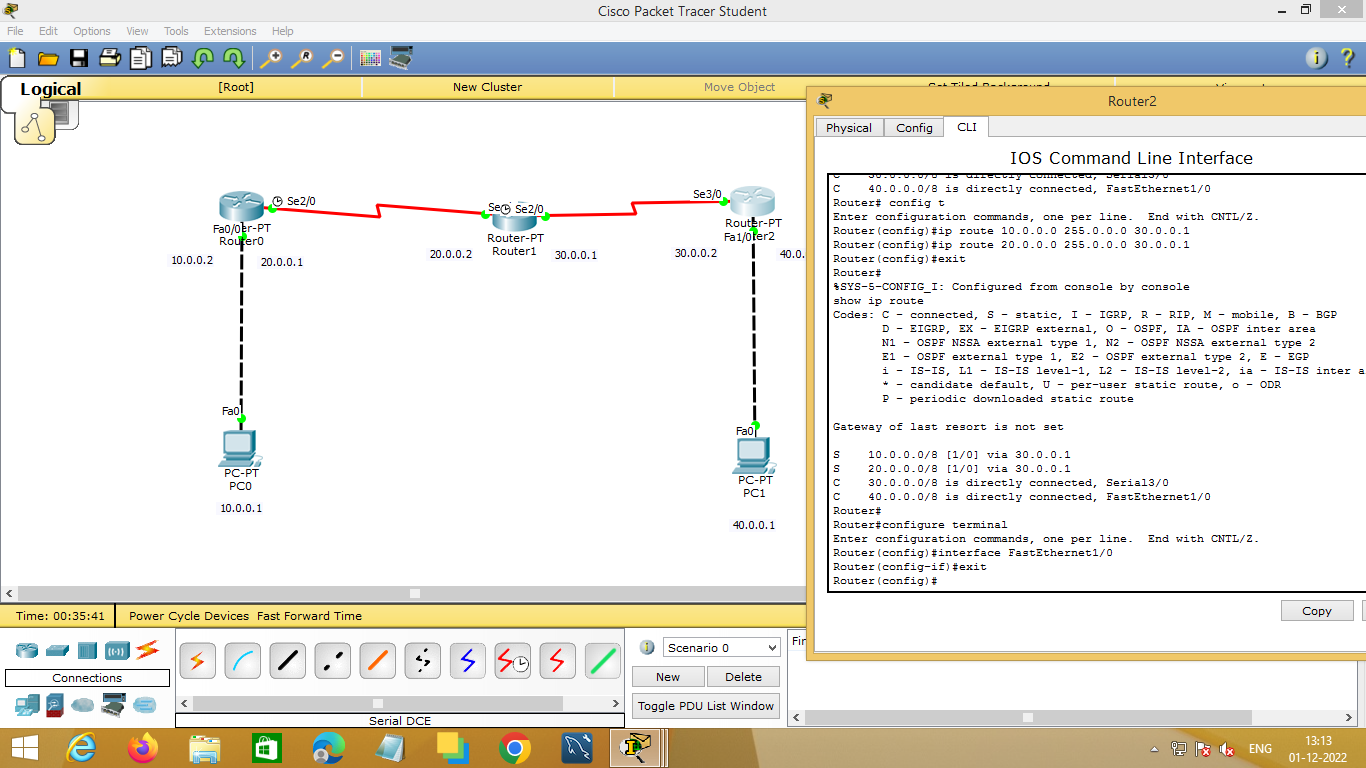 Cisco Packet Tracer Student
File Edit Options View Tools Extensions Help
Logical
[Root]
New Cluster
Move Object
Set Tiled Background
Viewport
Se2/0
Fa0/0
Router0
10.0.0.2
20.0.0.1
Se2/0
Router-PT
Router1
20.0.0.2
30.0.0.1
Se3/0
Router-PT
Fa1/0
30.0.0.2
Fa0
PC-PT
PC0
10.0.0.1
Fa0
PC-PT
PC1
40.0.0.1
Router2
Physical Config CLI
IOS Command Line Interface
C 30.0.0.0/8 is directly connected, Serial3/0
C 40.0.0.0/8 is directly connected, FastEthernet1/0
Router# config t
Enter configuration commands, one per line. End with CNTL/Z.
Router(config)#ip route 10.0.0.0 255.0.0.0 30.0.0.1
Router(config)#ip route 20.0.0.0 255.0.0.0 30.0.0.1
Router(config)#exit
Router#
%SYS-5-CONFIG_I: Configured from console by console
show ip route
Codes: C - connected, S - static, I - IGRP, R - RIP, M - mobile, B - BGP
D - EIGRP, EX - EIGRP external, O - OSPF, IA - OSPF inter area
N1 - OSPF NSSA external type 1, N2 - OSPF NSSA external type 2
E1 - OSPF external type 1, E2 - OSPF external type 2, E - EGP
i - IS-IS, L1 - IS-IS level-1, L2 - IS-IS level-2, ia - IS-IS inter a
* - candidate default, U - per-user static route, o - ODR
P - periodic downloaded static route
Gateway of last resort is not set
S 10.0.0.0/8 [1/0] via 30.0.0.1
S 20.0.0.0/8 [1/0] via 30.0.0.1
C 30.0.0.0/8 is directly connected, Serial3/0
C 40.0.0.0/8 is directly connected, FastEthernet1/0
Router#
Router#configure terminal
Enter configuration commands, one per line. End with CNTL/Z.
Router(config)#interface FastEthernet1/0
Router(config-if)#exit
Router(config)#
Copy
Time: 00:35:41
Power Cycle Devices Fast Forward Time
Connections
Serial DCE
Scenario 0
New
Delete
Toggle PDU List Window
ENG
13:13
01-12-2022